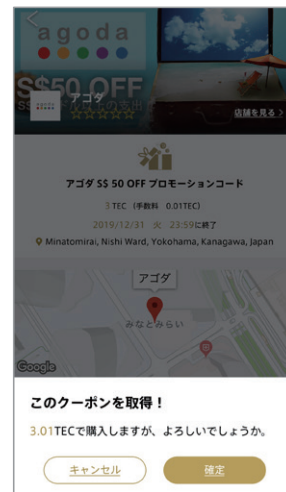 agoda
S$50 OFF
アゴダ
☆☆☆☆☆
店舗を見る >
アゴダ S$ 50 OFF プロモーションコード
3 TEC (手数料 0.01TEC)
2019/12/31 火 23:59に終了
Minatomirai, Nishi Ward, Yokohama, Kanagawa, Japan
アゴダ
みなとみらい
Google
このクーポンを取得！
3.01TECで購入しますが、よろしいでしょうか。
キャンセル
確定